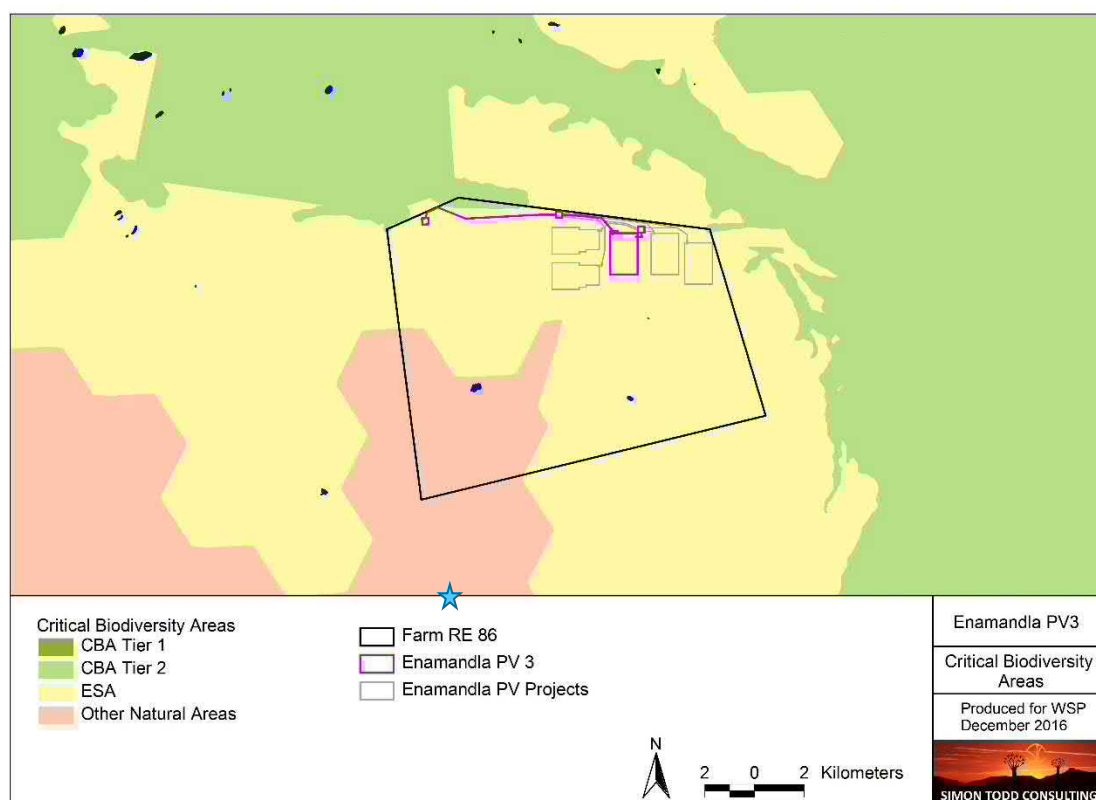 Critical Biodiversity Areas
CBA Tier 1
CBA Tier 2
ESA
Other Natural Areas
Farm RE 86
Enamandla PV 3
Enamandla PV Projects
N
2 0 2 Kilometers
Enamandla PV3
Critical Biodiversity
Areas
Produced for WSP
December 2016
SIMON TODD CONSULTING